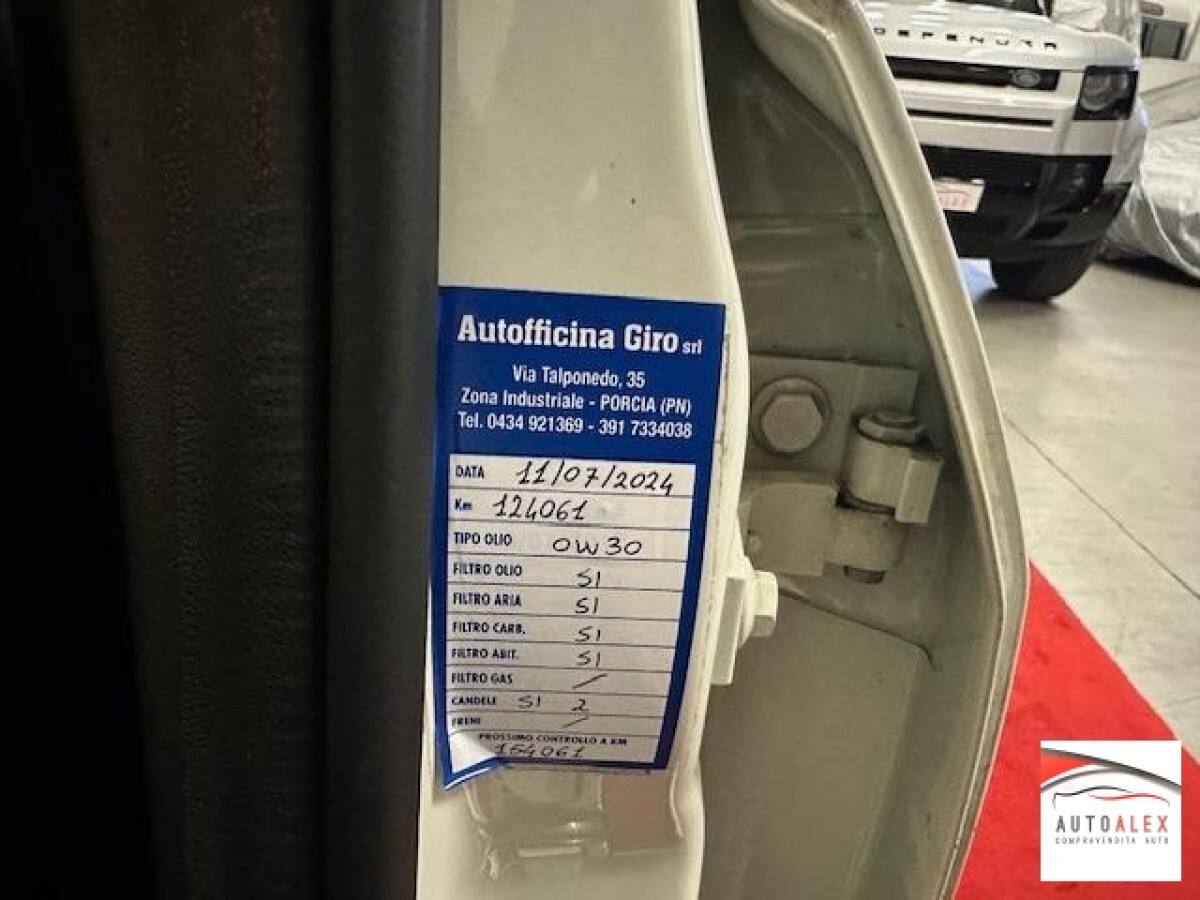 DEFENDER
Autofficina Giro srl
Via Talponedo, 35
Zona Industriale - PORCIA (PN)
Tel. 0434 921369 - 391 7334038
DATA 11/07/2024
Km 124061
TIPO OLIO 0W30
FILTRO OLIO SI
FILTRO ARIA SI
FILTRO CARB. SI
FILTRO ABIT. SI
FILTRO GAS /
CANDELE SI 2
FRENI /
PROSSIMO CONTROLLO A KM
154061
AUTOALEX
COMPRAVENDITA AUTO